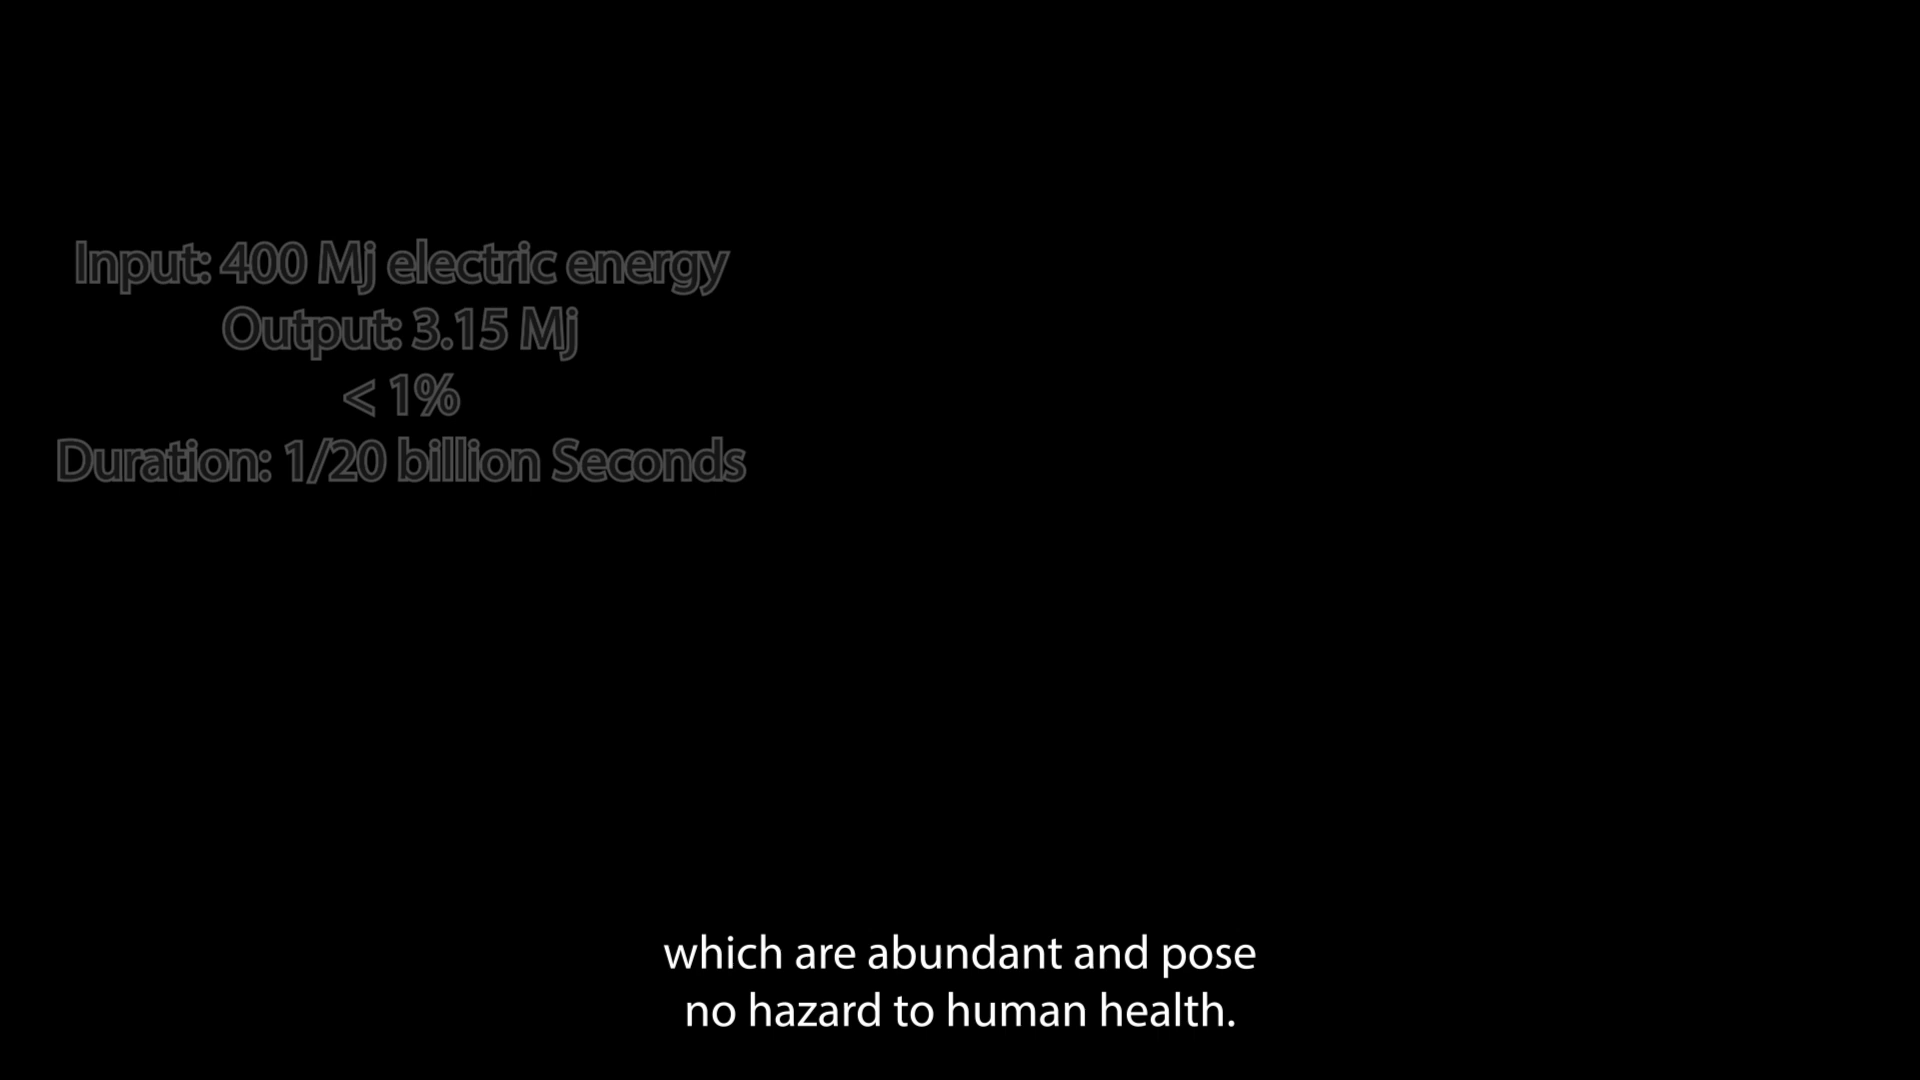 Input: 400 Mj electric energy
Output: 3.15 Mj
< 1%
Duration: 1/20 billion Seconds
which are abundant and pose
no hazard to human health.